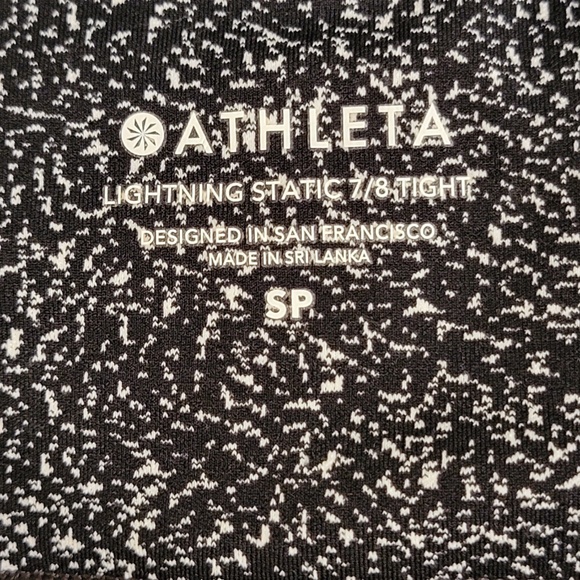 ATHLETA
LIGHTNING STATIC 7/8 TIGHT
DESIGNED IN SAN FRANCISCO
MADE IN SRI LANKA
SP